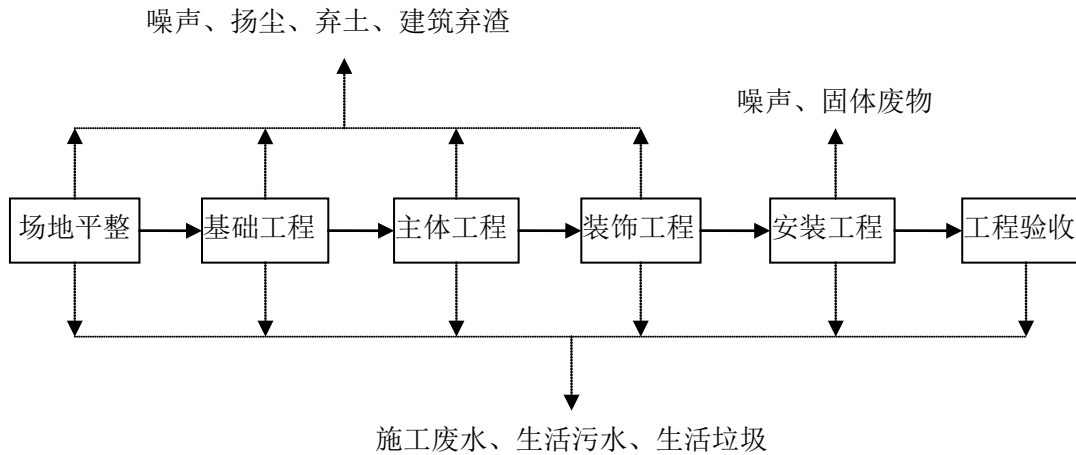 噪声、扬尘、弃土、建筑弃渣
噪声、固体废物
场地平整
基础工程
主体工程
装饰工程
安装工程
工程验收
施工废水、生活污水、生活垃圾